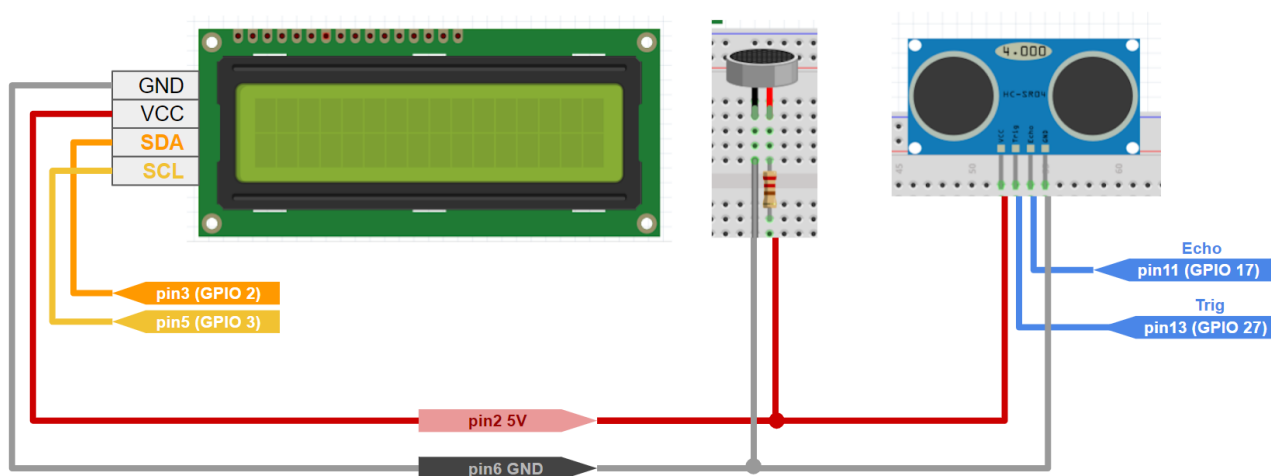 GND
VCC
SDA
SCL
4.000
HC-SR04
VCC
Trig
Echo
GND
45
50
60
Echo
pin11 (GPIO 17)
Trig
pin13 (GPIO 27)
pin3 (GPIO 2)
pin5 (GPIO 3)
pin2 5V
pin6 GND